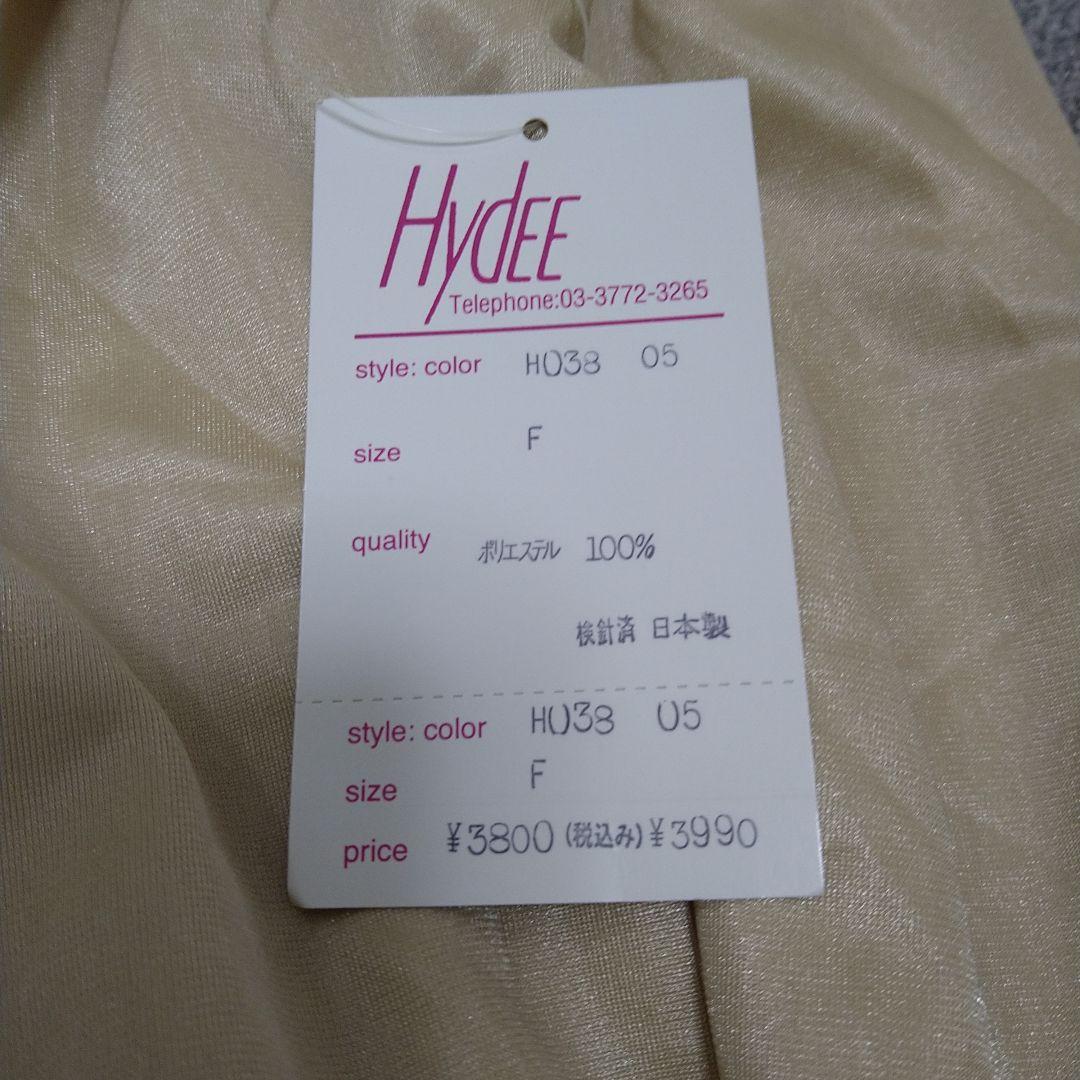 HydEE
Telephone:03-3772-3265
style: color H038 05
size F
quality ポリエステル 100%
検針済 日本製
style: color H038 05
size F
price ¥3800 (税込み) ¥3990